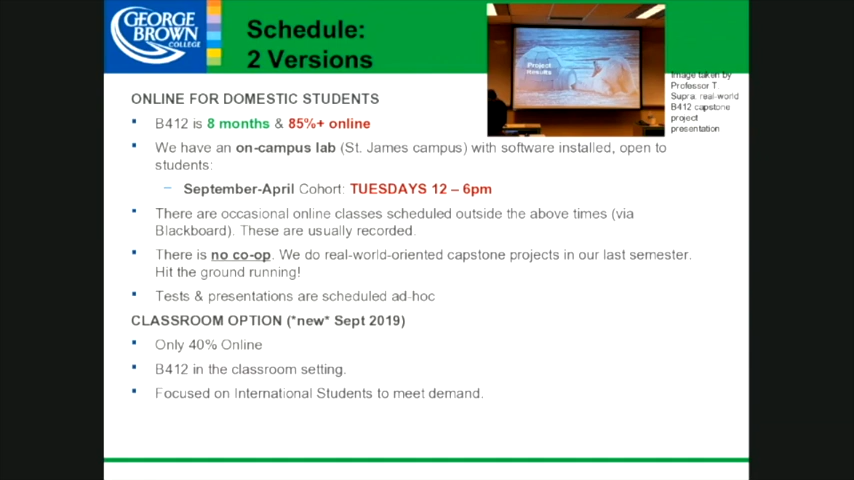 GEORGE
BROWN
COLLEGE
Schedule:
2 Versions
Project
Results
Image taken by
Professor T.
Supra, real-world
B412 capstone
project
presentation
ONLINE FOR DOMESTIC STUDENTS
B412 is 8 months & 85%+ online
We have an on-campus lab (St. James campus) with software installed, open to
students:
– September-April Cohort: TUESDAYS 12 – 6pm
There are occasional online classes scheduled outside the above times (via
Blackboard). These are usually recorded.
There is no co-op. We do real-world-oriented capstone projects in our last semester.
Hit the ground running!
Tests & presentations are scheduled ad-hoc
CLASSROOM OPTION (*new* Sept 2019)
Only 40% Online
B412 in the classroom setting.
Focused on International Students to meet demand.